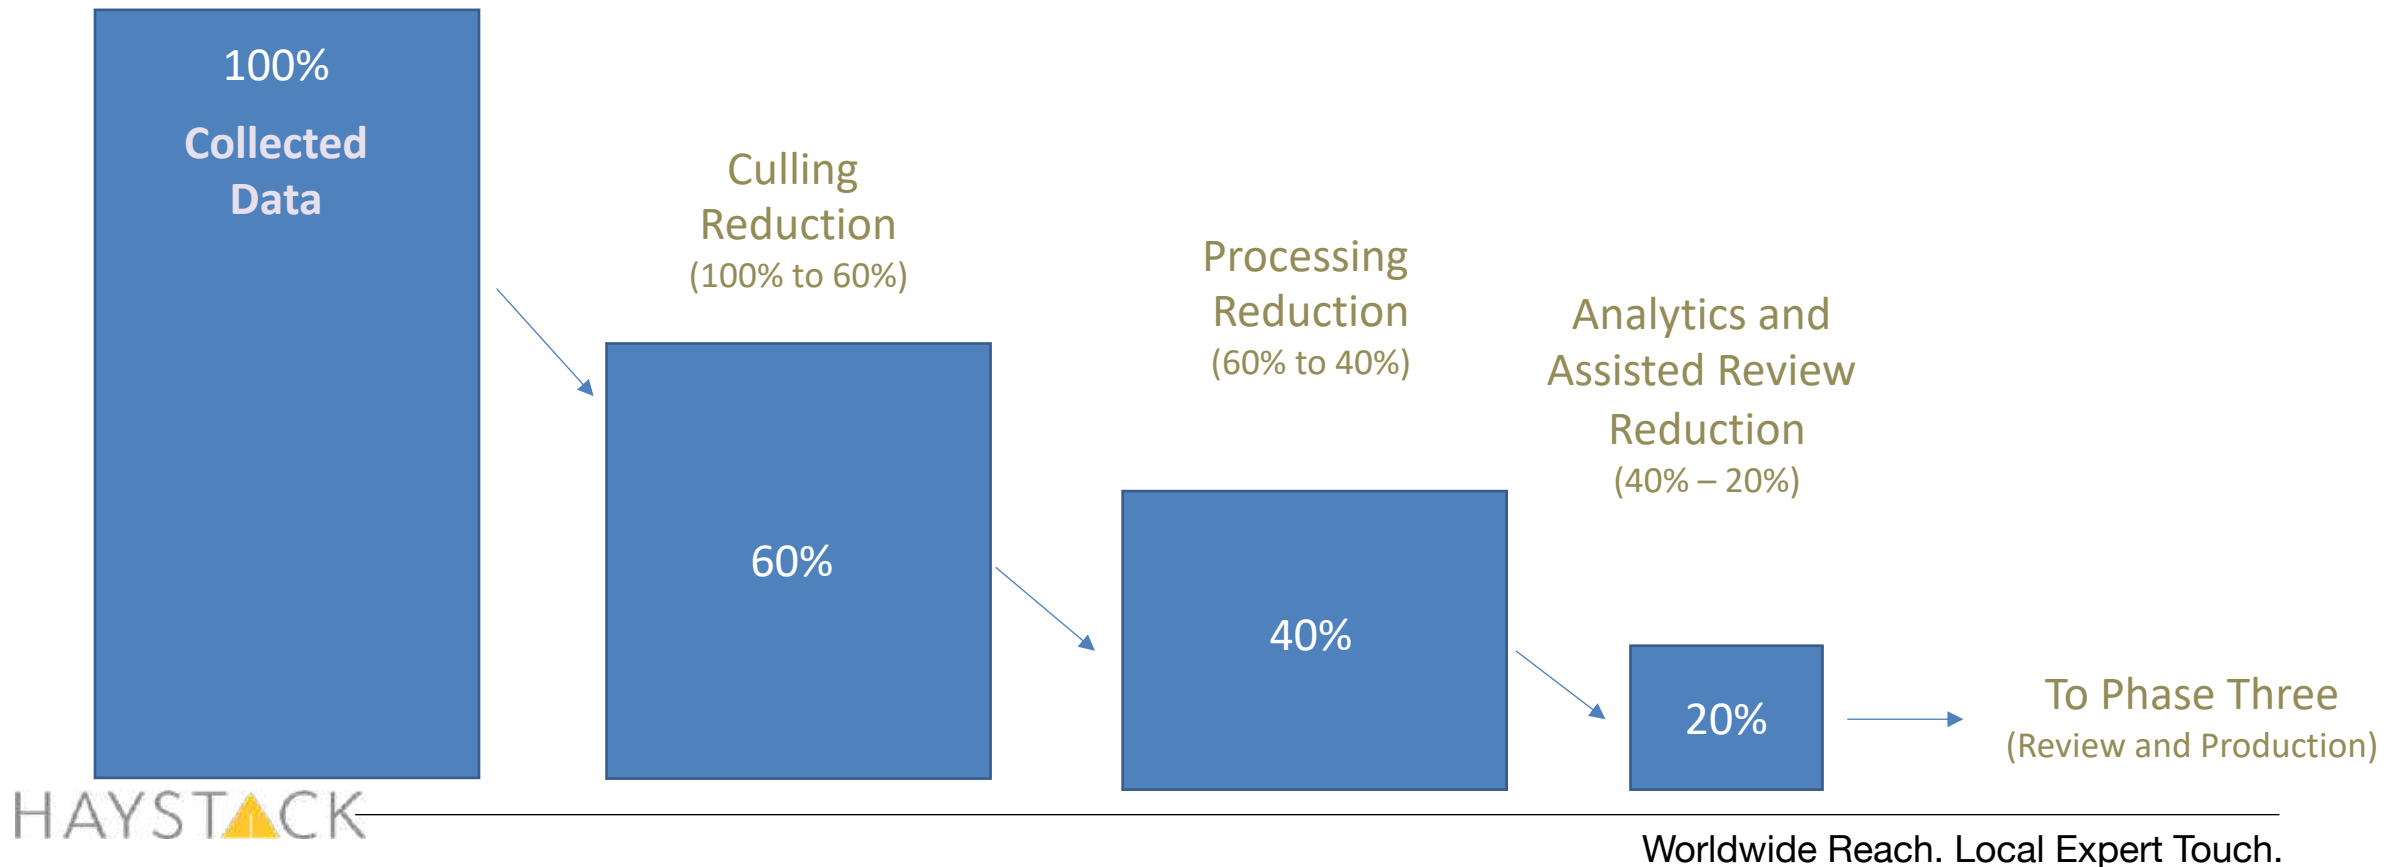 100%
Collected
Data
Culling
Reduction
(100% to 60%)
60%
Processing
Reduction
(60% to 40%)
40%
Analytics and
Assisted Review
Reduction
(40% – 20%)
20%
To Phase Three
(Review and Production)
HAYSTACK
Worldwide Reach. Local Expert Touch.